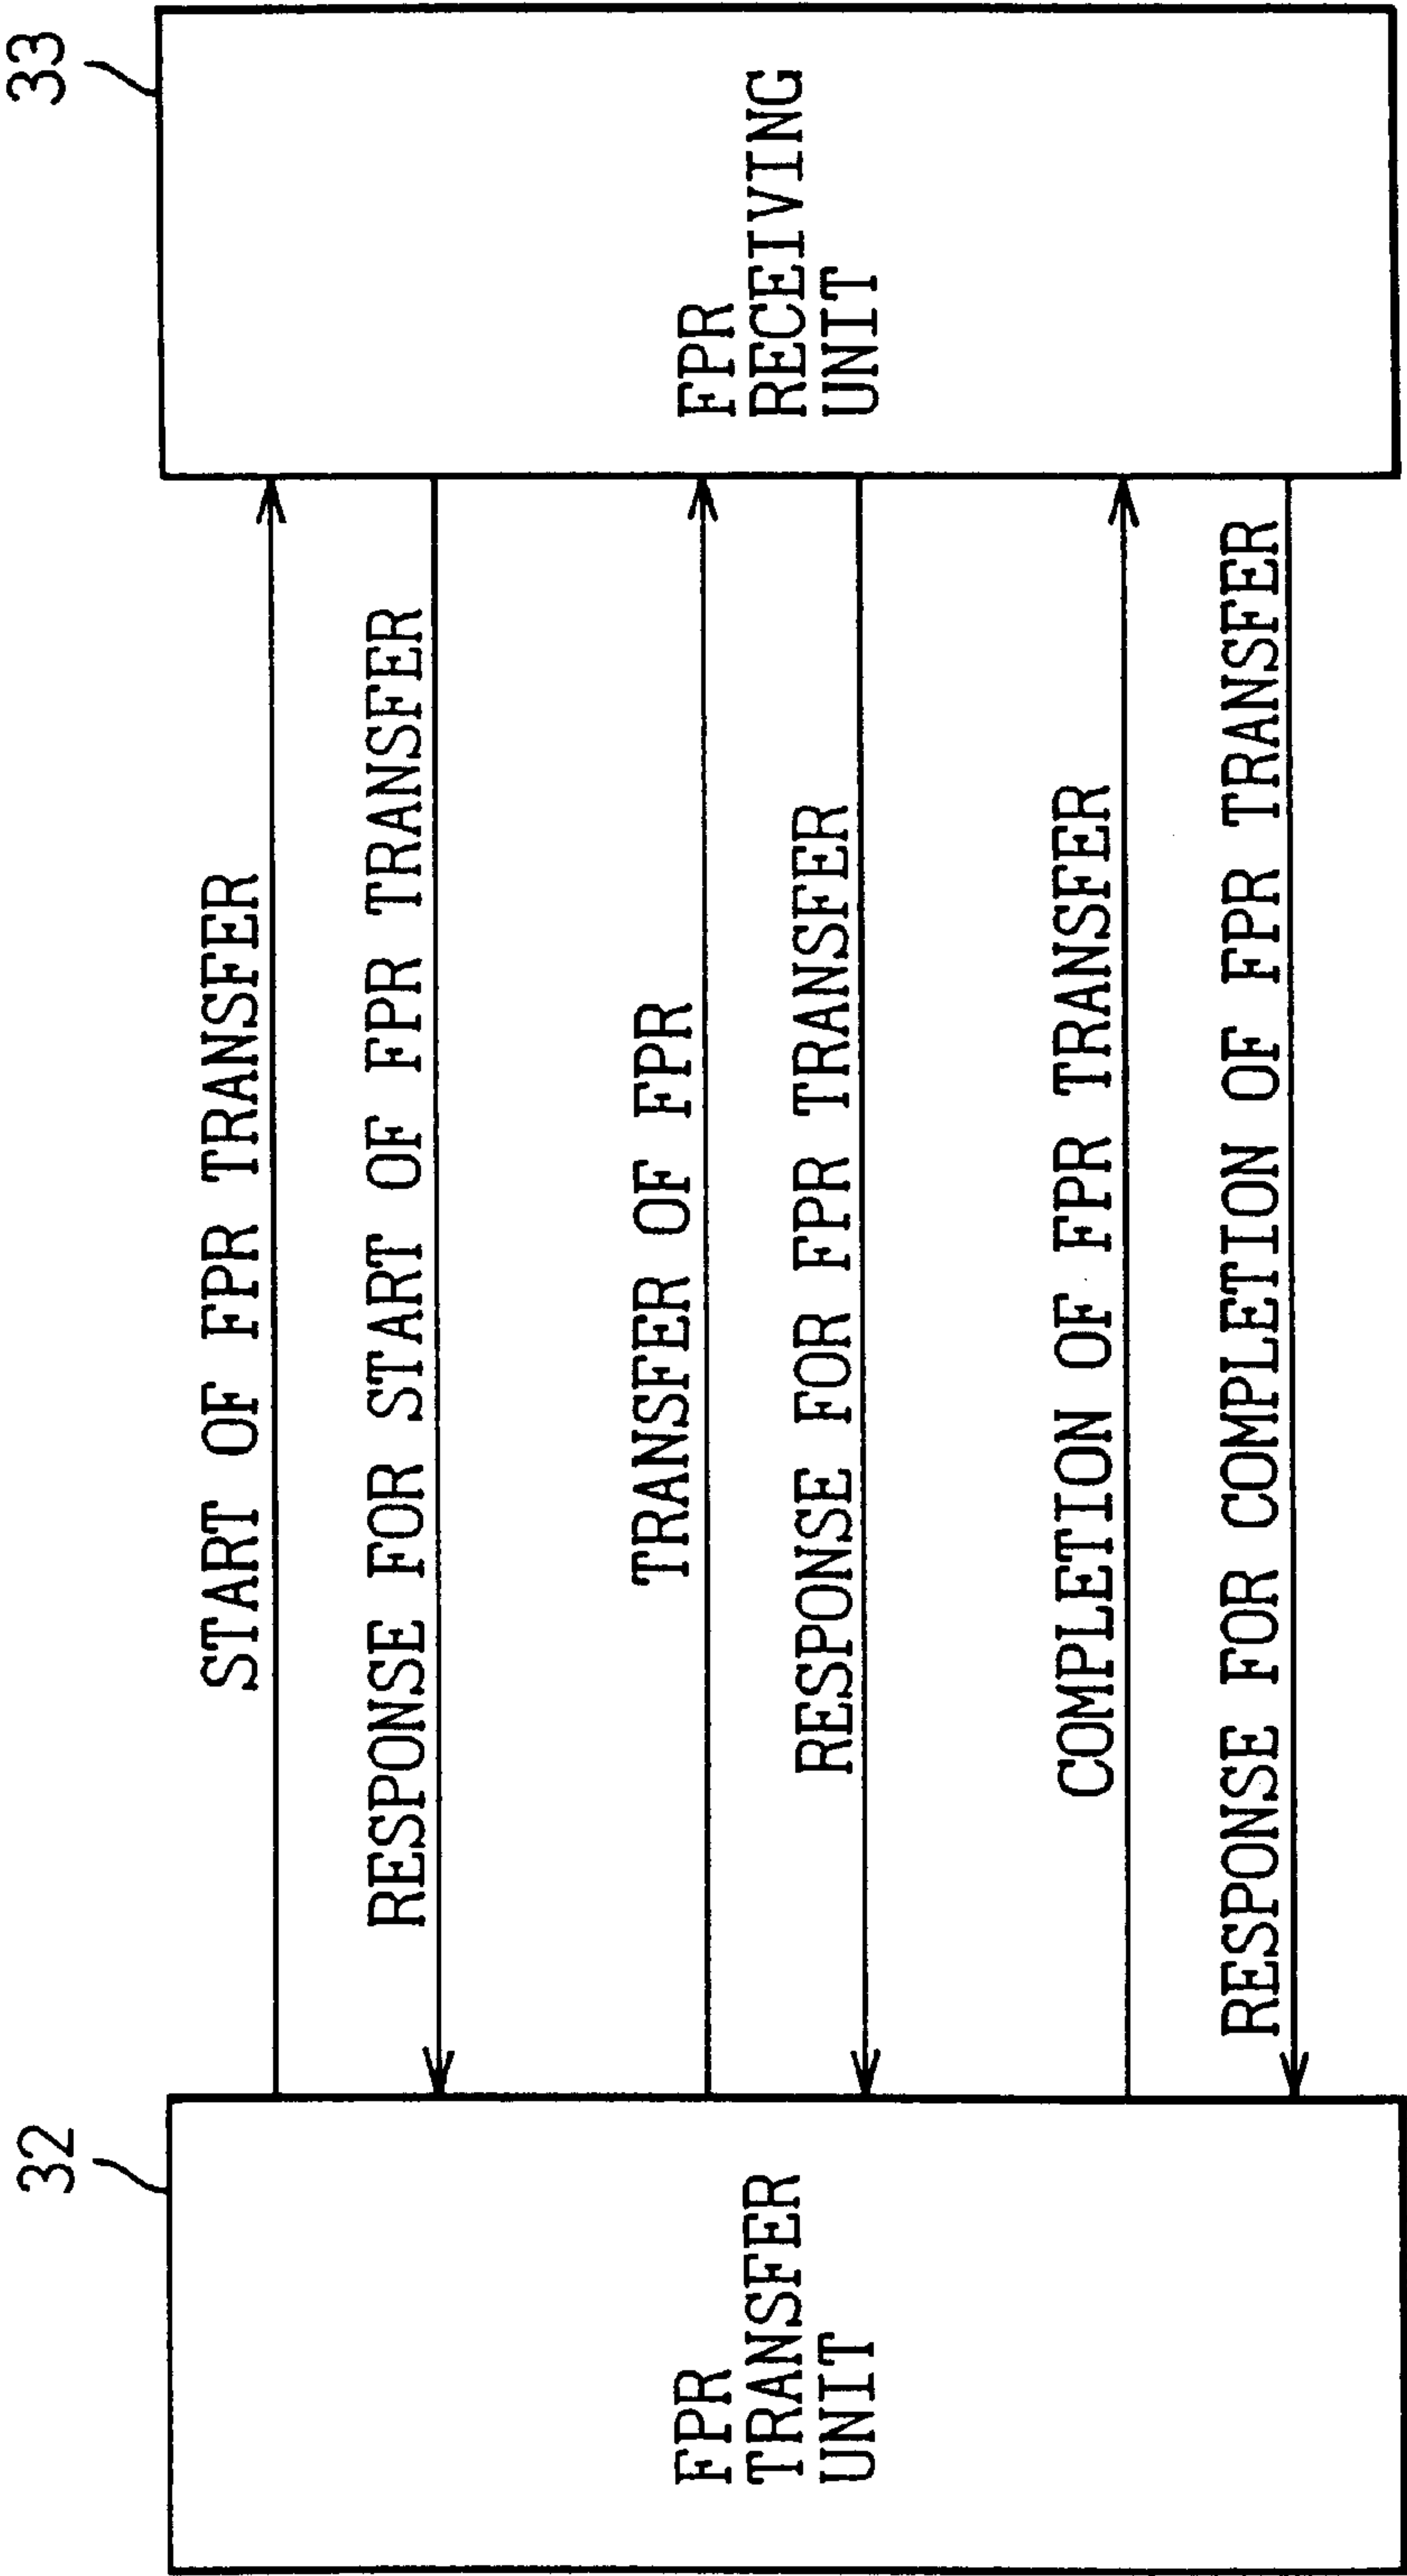 32
33
FPR
TRANSFER
UNIT
START OF FPR TRANSFER
RESPONSE FOR START OF FPR TRANSFER
TRANSFER OF FPR
RESPONSE FOR FPR TRANSFER
COMPLETION OF FPR TRANSFER
RESPONSE FOR COMPLETION OF FPR TRANSFER
FPR
RECEIVING
UNIT